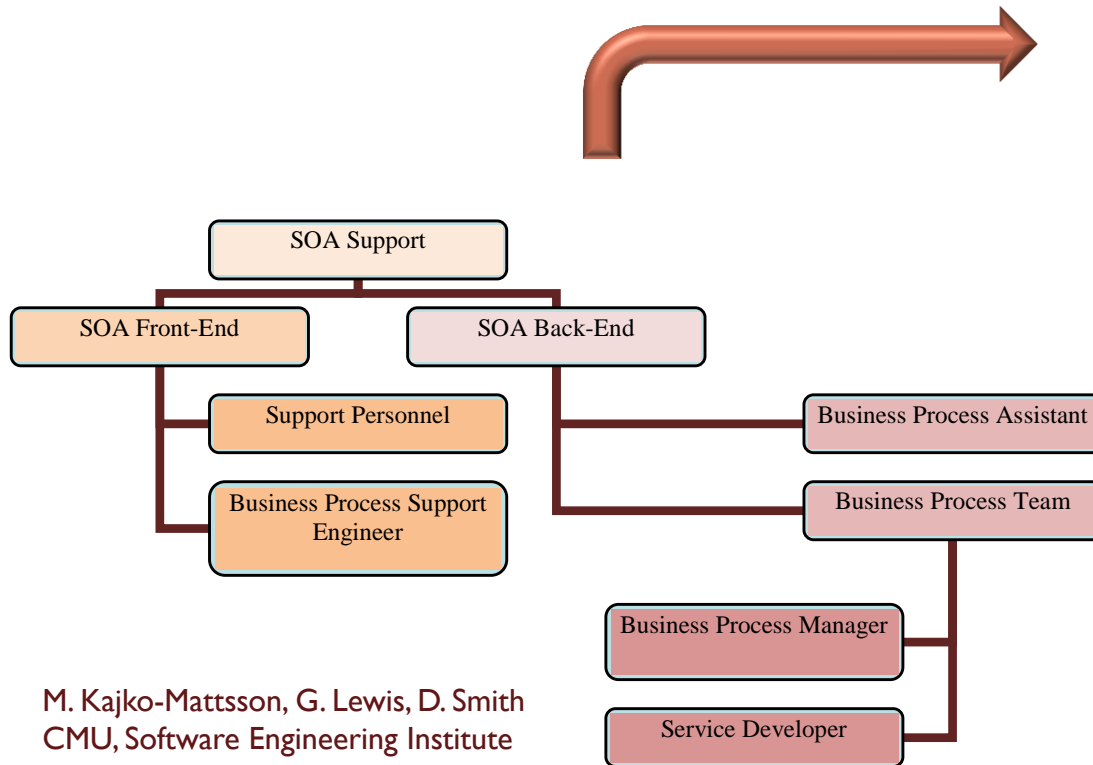 SOA Support
SOA Front-End
SOA Back-End
Support Personnel
Business Process Assistant
Business Process Support
Engineer
Business Process Team
Business Process Manager
Service Developer
M. Kajko-Mattsson, G. Lewis, D. Smith
CMU, Software Engineering Institute